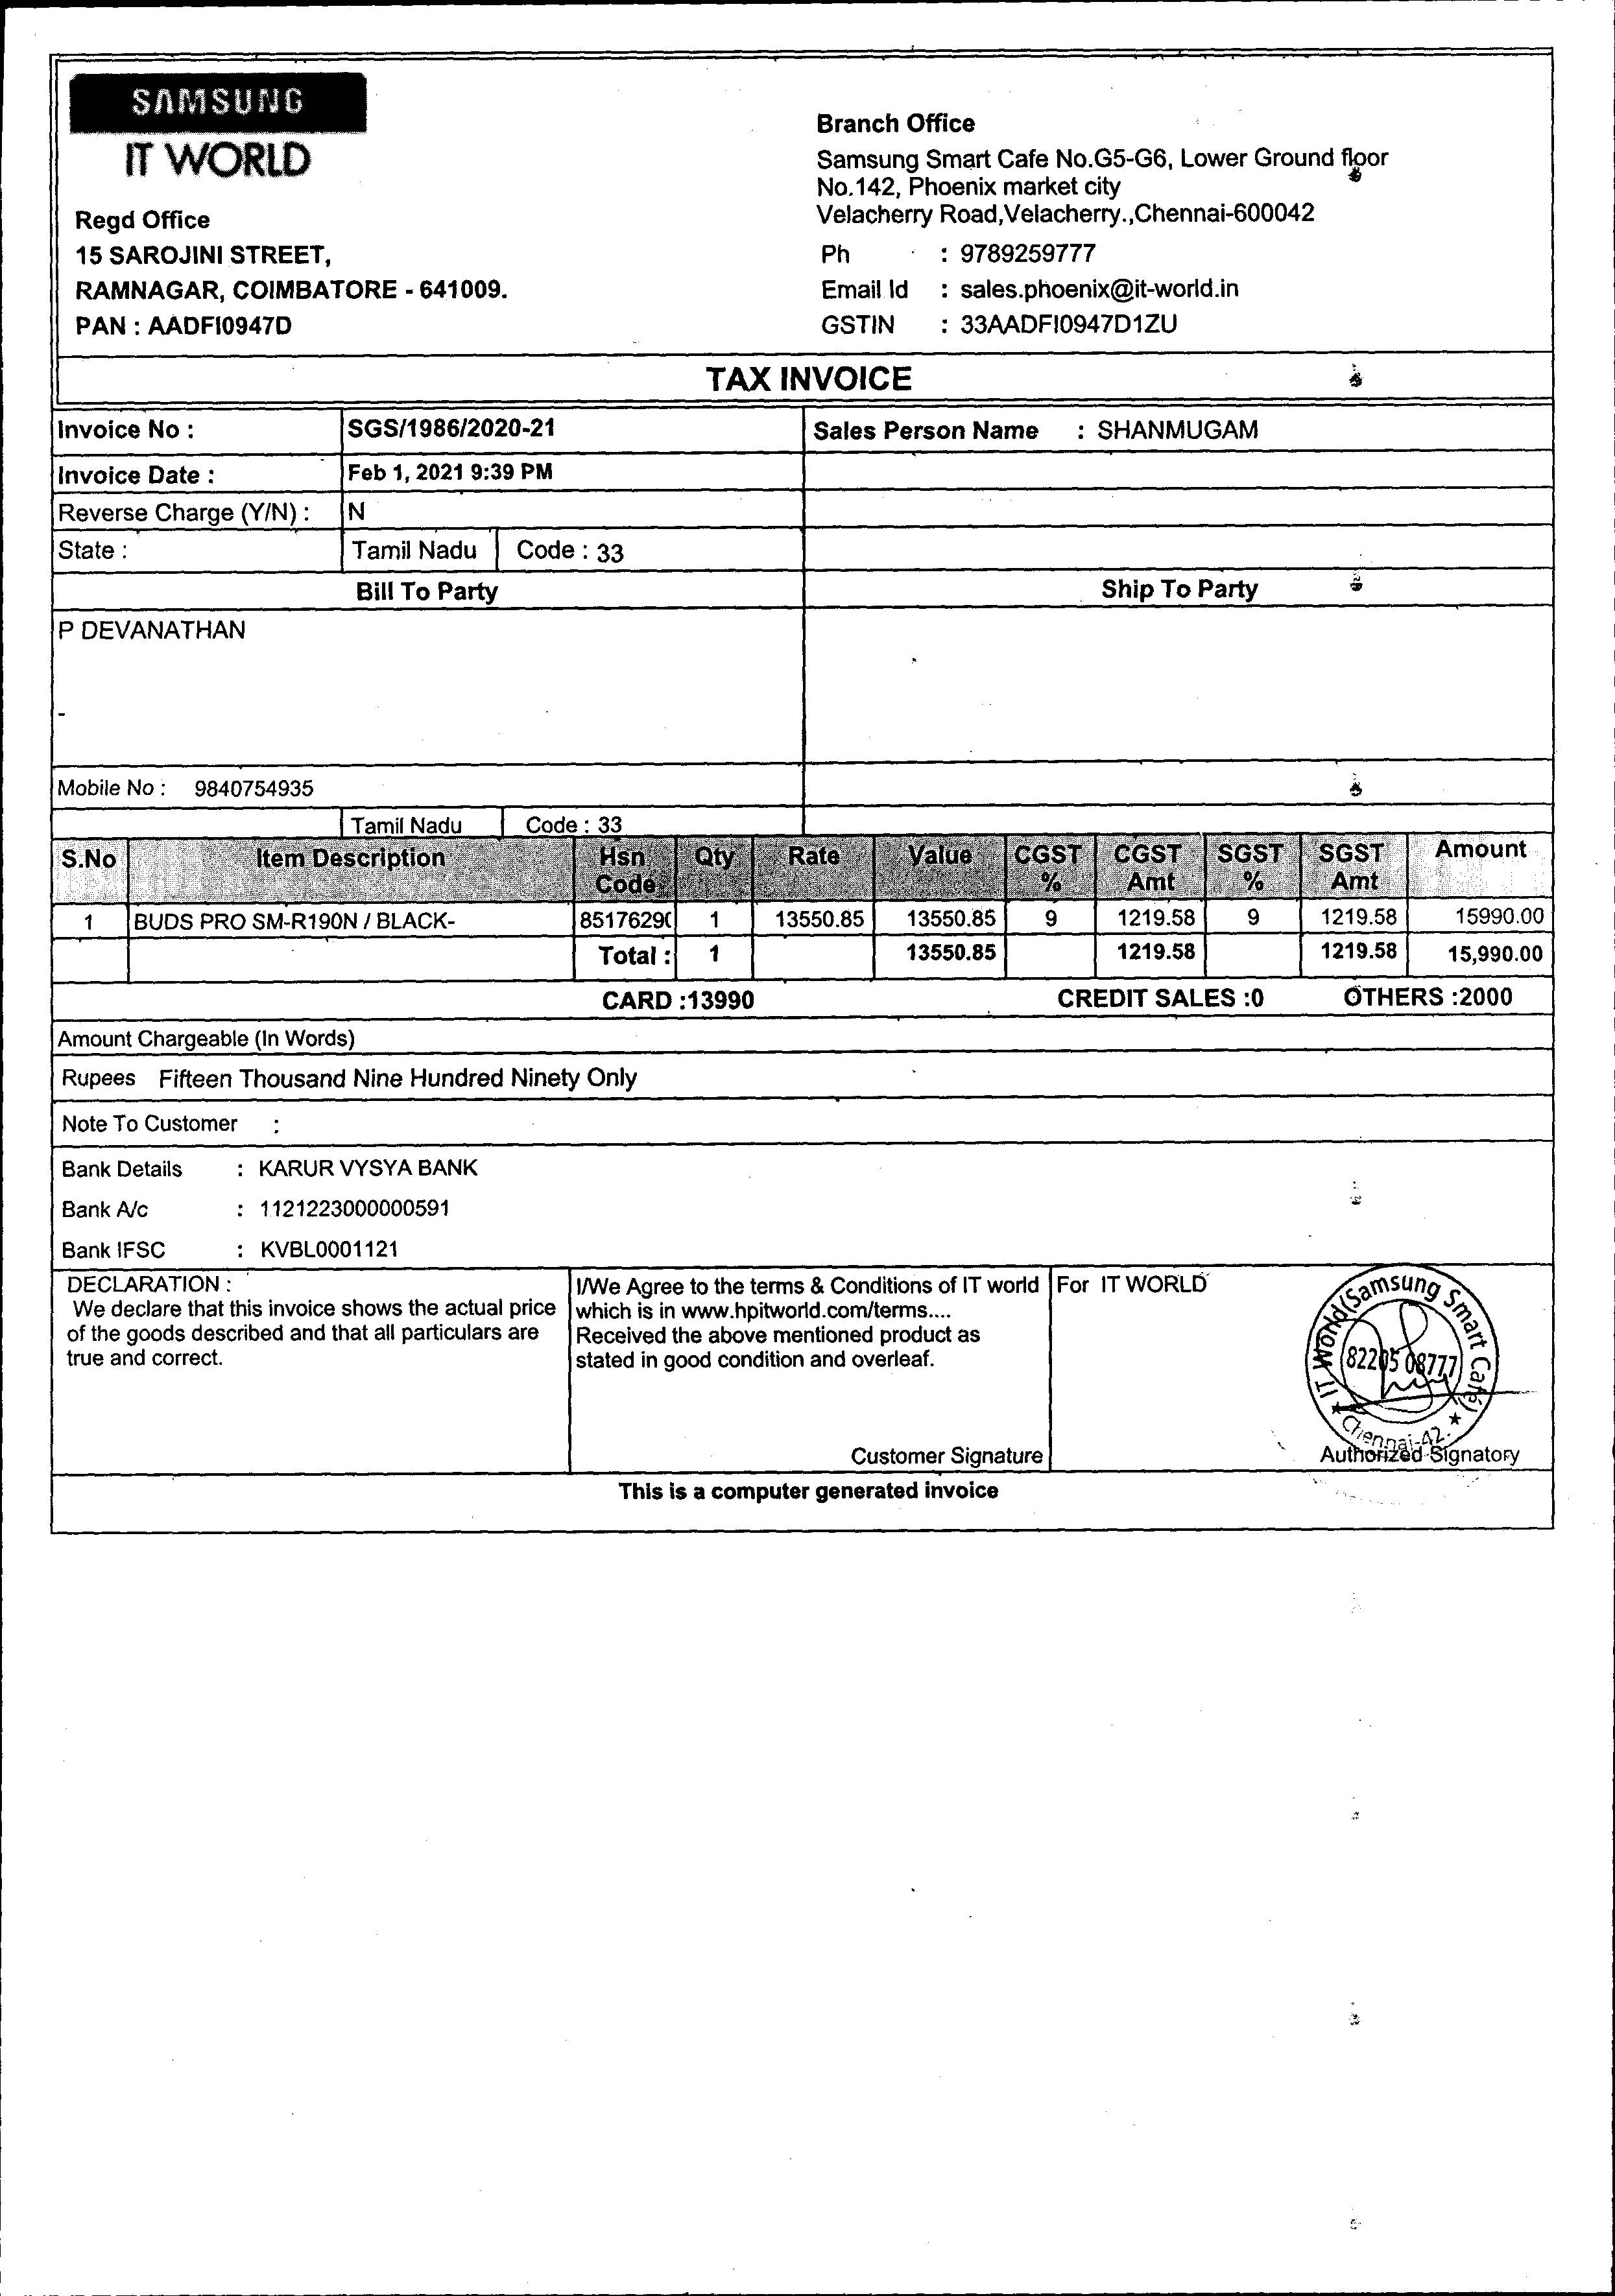 SAMSUNG
IT WORLD
Regd Office
15 SAROJINI STREET,
RAMNAGAR, COIMBATORE - 641009.
PAN : AADFI0947D
Branch Office
Samsung Smart Cafe No.G5-G6, Lower Ground floor
No.142, Phoenix market city
Velacherry Road,Velacherry.,Chennai-600042
Ph : 9789259777
Email Id : sales.phoenix@it-world.in
GSTIN : 33AADFI0947D1ZU
TAX INVOICE
Invoice No : SGS/1986/2020-21 Sales Person Name : SHANMUGAM
Invoice Date : Feb 1, 2021 9:39 PM
Reverse Charge (Y/N) : N
State : Tamil Nadu Code : 33
Bill To Party Ship To Party
P DEVANATHAN
-
Mobile No : 9840754935
Tamil Nadu Code : 33
S.No Item Description Hsn Code Qty Rate Value CGST % CGST Amt SGST % SGST Amt Amount
1 BUDS PRO SM-R190N / BLACK- 8517629 1 13550.85 13550.85 9 1219.58 9 1219.58 15990.00
Total : 1 13550.85 1219.58 1219.58 15,990.00
CARD :13990 CREDIT SALES :0 OTHERS :2000
Amount Chargeable (In Words)
Rupees Fifteen Thousand Nine Hundred Ninety Only
Note To Customer :
Bank Details : KARUR VYSYA BANK
Bank A/c : 1121223000000591
Bank IFSC : KVBL0001121
DECLARATION :
We declare that this invoice shows the actual price
of the goods described and that all particulars are
true and correct.
I/We Agree to the terms & Conditions of IT world
which is in www.hpitworld.com/terms....
Received the above mentioned product as
stated in good condition and overleaf.
Customer Signature
For IT WORLD
IT World(Samsung Smart Café)
82205 08777
Chennai-42.
Authorized Signatory
This is a computer generated invoice